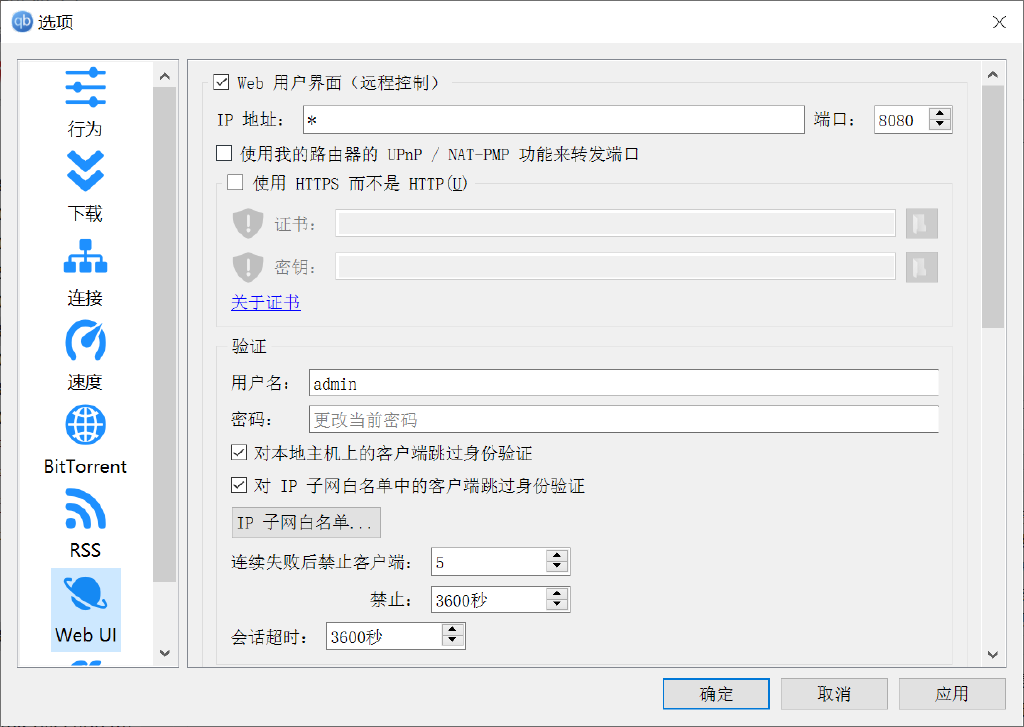 qb 选项
行为
下载
连接
速度
BitTorrent
RSS
Web UI
Web 用户界面（远程控制）
IP 地址： * 端口： 8080
使用我的路由器的 UPnP / NAT-PMP 功能来转发端口
使用 HTTPS 而不是 HTTP(U)
证书：
密钥：
关于证书
验证
用户名： admin
密码： 更改当前密码
对本地主机上的客户端跳过身份验证
对 IP 子网白名单中的客户端跳过身份验证
IP 子网白名单...
连续失败后禁止客户端： 5
禁止： 3600秒
会话超时： 3600秒
确定 取消 应用